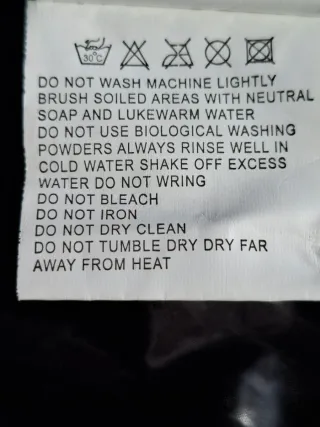 30°C
DO NOT WASH MACHINE LIGHTLY
BRUSH SOILED AREAS WITH NEUTRAL
SOAP AND LUKEWARM WATER
DO NOT USE BIOLOGICAL WASHING
POWDERS ALWAYS RINSE WELL IN
COLD WATER SHAKE OFF EXCESS
WATER DO NOT WRING
DO NOT BLEACH
DO NOT IRON
DO NOT DRY CLEAN
DO NOT TUMBLE DRY DRY FAR
AWAY FROM HEAT